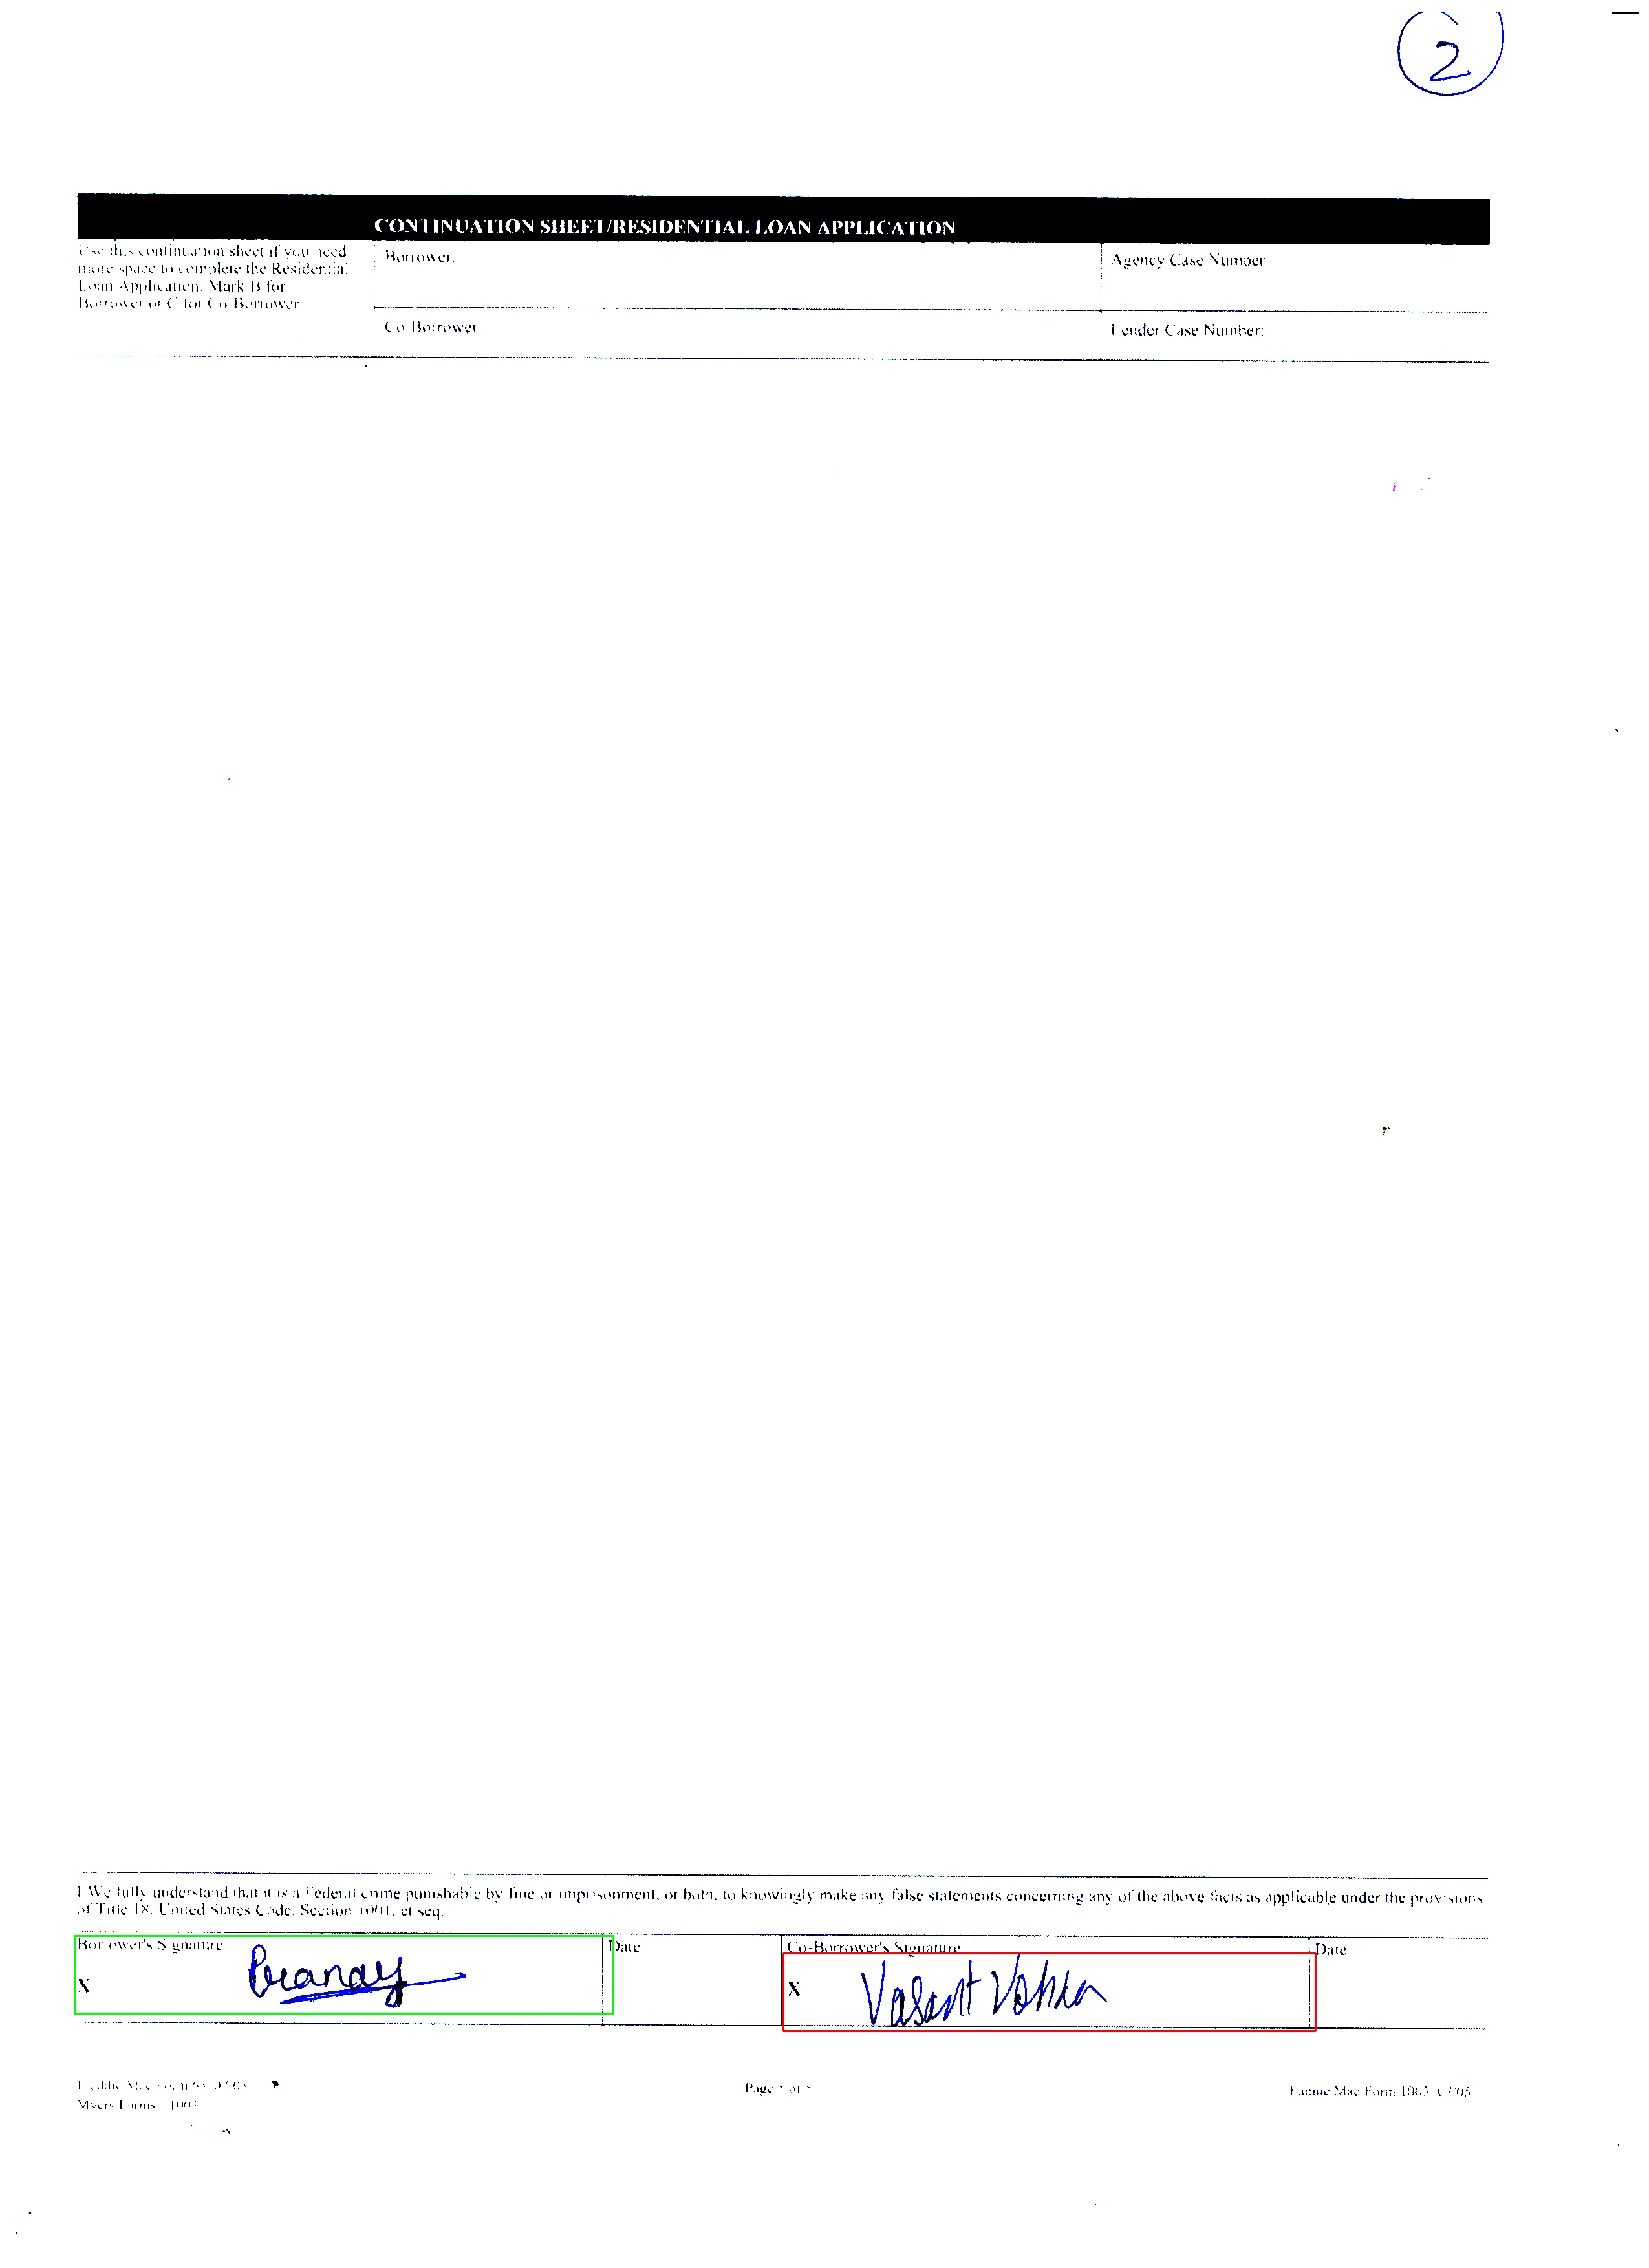 2
CONTINUATION SHEET/RESIDENTIAL LOAN APPLICATION
Use this continuation sheet if you need
more space to complete the Residential
Loan Application. Mark B for
Borrower or C for Co-Borrower
Borrower:
Agency Case Number
Co-Borrower:
Lender Case Number:
I We fully understand that it is a Federal crime punishable by fine or imprisonment, or both, to knowingly make any false statements concerning any of the above facts as applicable under the provisions
of Title 18, United States Code, Section 1001, et seq.
Borrower's Signature
X Pranay
Date
Co-Borrower's Signature
X Vasant Vohra
Date
Freddie Mac Form 65 07/05
Myers Forms 1003
Page 5 of 5
Fannie Mae Form 1003 07/05